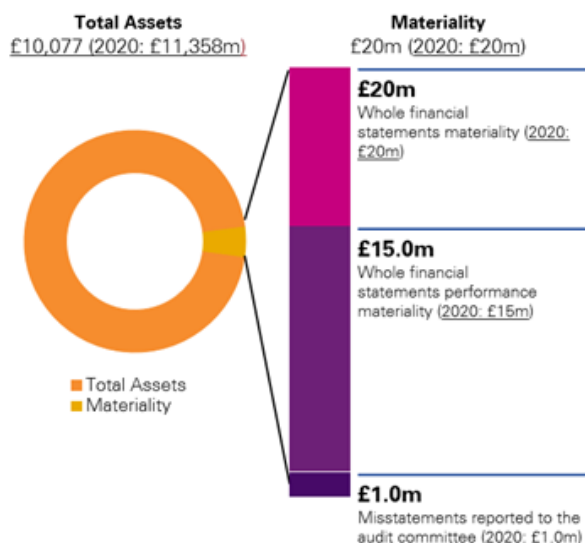 Total Assets
£10,077 (2020: £11,358m)
Materiality
£20m (2020: £20m)
£20m
Whole financial
statements materiality (2020:
£20m)
£15.0m
Whole financial
statements performance
materiality (2020: £15m)
£1.0m
Misstatements reported to the
audit committee (2020: £1.0m)
Total Assets
Materiality